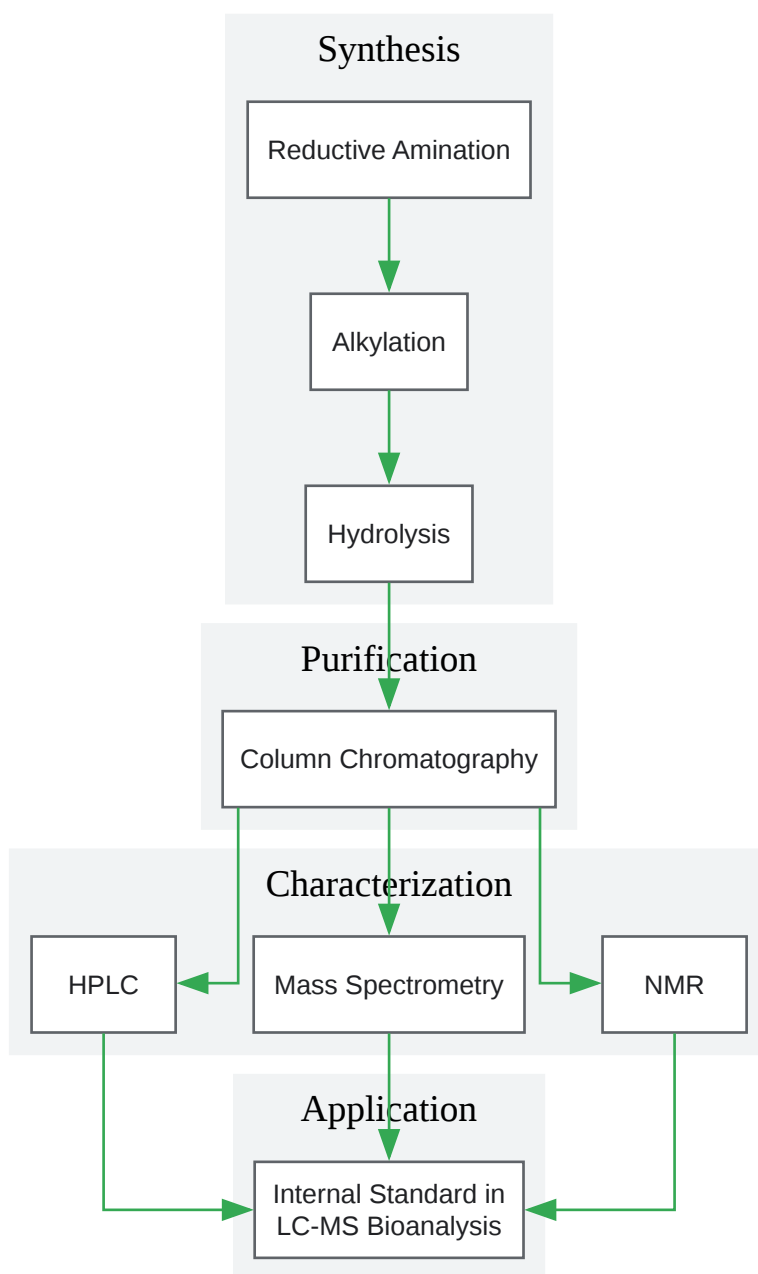 Synthesis
Reductive Amination
Alkylation
Hydrolysis
Purification
Column Chromatography
Characterization
HPLC
Mass Spectrometry
NMR
Application
Internal Standard in
LC-MS Bioanalysis